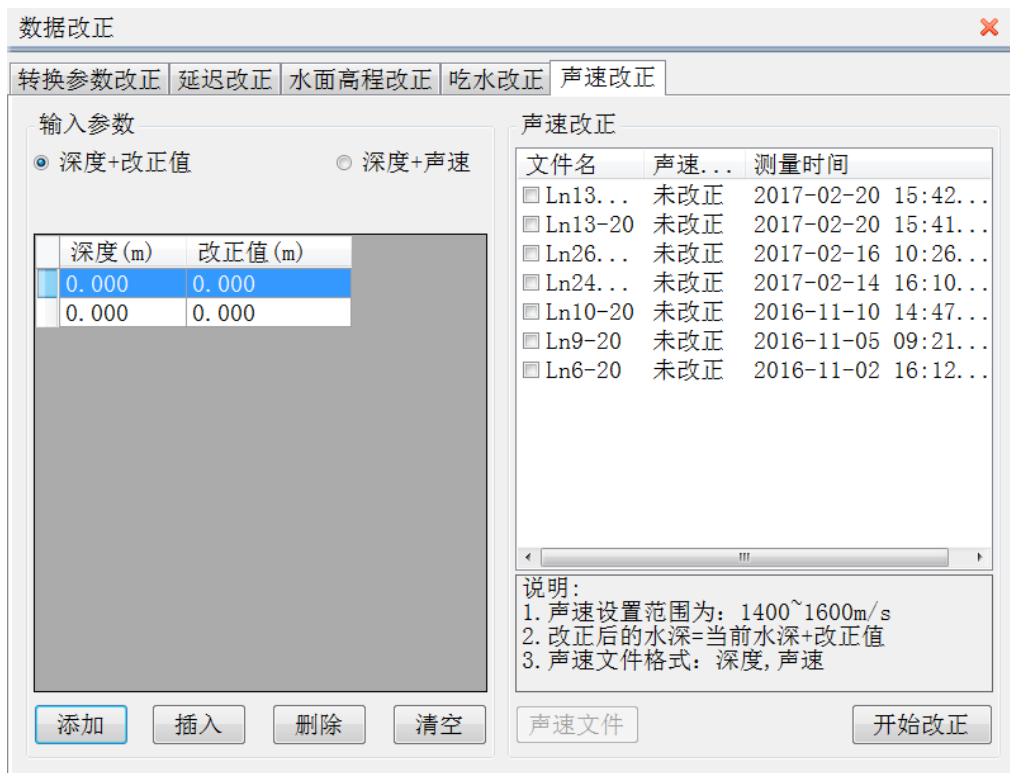 数据改正
转换参数改正 延迟改正 水面高程改正 吃水改正 声速改正
输入参数
深度+改正值 深度+声速
深度(m) 改正值(m)
0.000 0.000
0.000 0.000
添加 插入 删除 清空
声速改正
文件名 声速... 测量时间
Ln13... 未改正 2017-02-20 15:42...
Ln13-20 未改正 2017-02-20 15:41...
Ln26... 未改正 2017-02-16 10:26...
Ln24... 未改正 2017-02-14 16:10...
Ln10-20 未改正 2016-11-10 14:47...
Ln9-20 未改正 2016-11-05 09:21...
Ln6-20 未改正 2016-11-02 16:12...
说明:
1.声速设置范围为：1400~1600m/s
2.改正后的水深=当前水深+改正值
3.声速文件格式：深度,声速
声速文件 开始改正